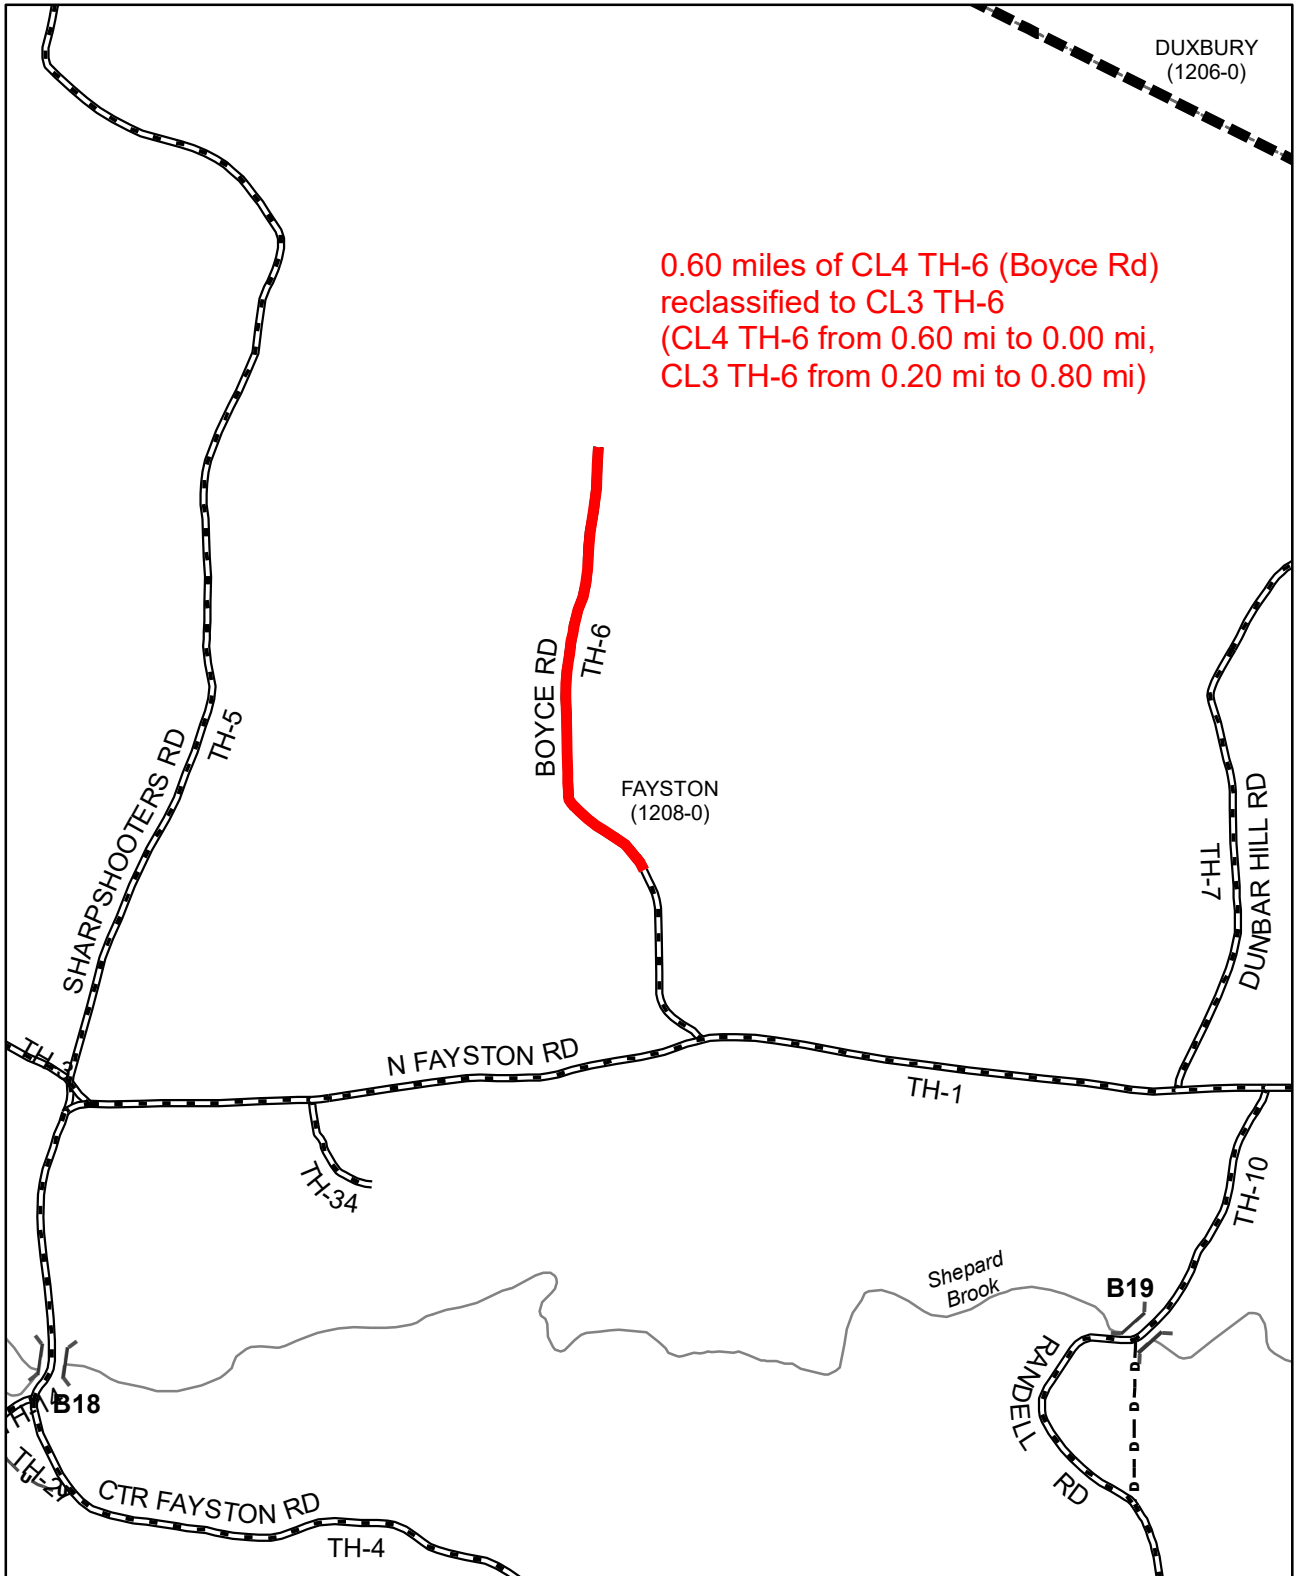 DUXBURY
(1206-0)
0.60 miles of CL4 TH-6 (Boyce Rd)
reclassified to CL3 TH-6
(CL4 TH-6 from 0.60 mi to 0.00 mi,
CL3 TH-6 from 0.20 mi to 0.80 mi)
BOYCE RD
TH-6
SHARPSHOOTERS RD
TH-5
FAYSTON
(1208-0)
TH-7
DUNBAR HILL RD
N FAYSTON RD
TH-1
TH-34
TH-10
Shepard
Brook
B19
RANDELL
RD
D
D
D
D
D
B18
CTR FAYSTON RD
TH-4